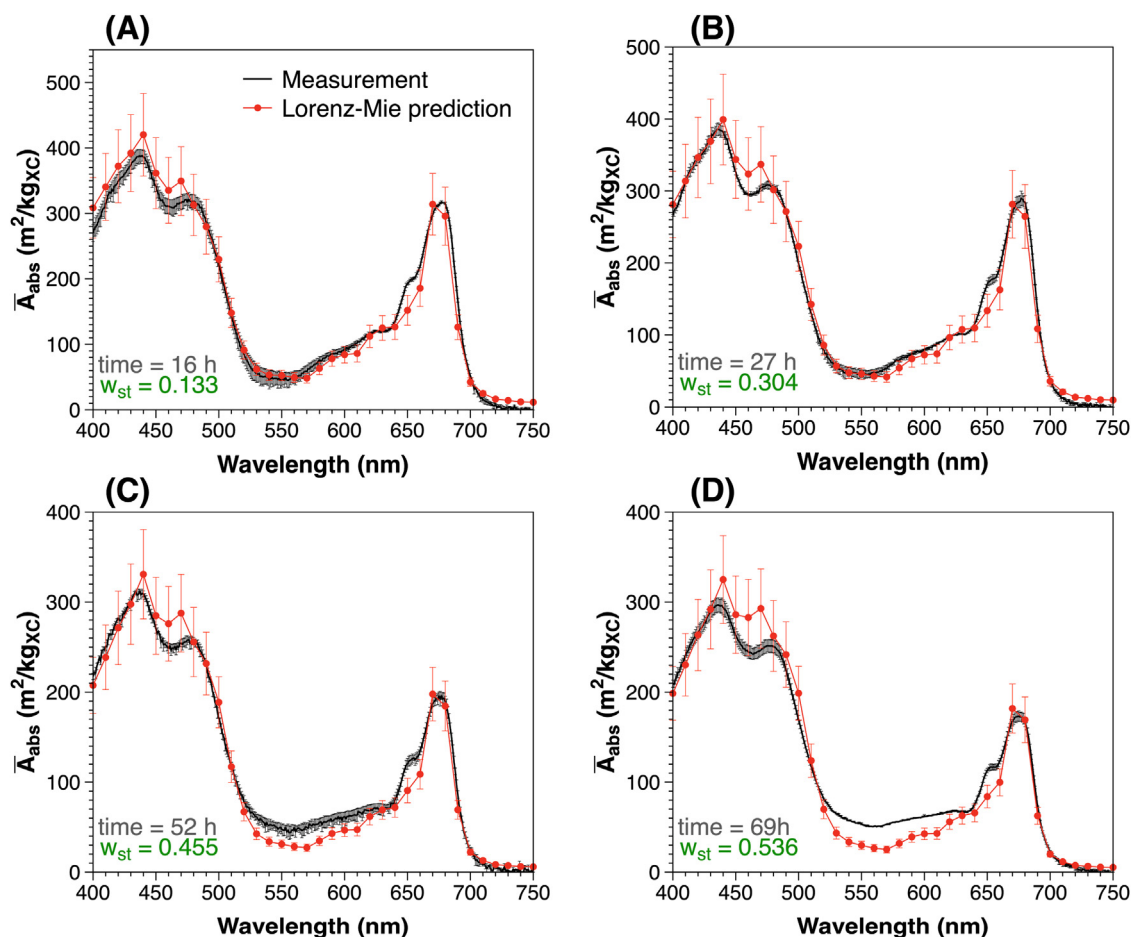 (A)
Measurement
Lorenz-Mie prediction
500
400
300
200
100
0
A̅abs (m²/kgXC)
time = 16 h
wst = 0.133
400 450 500 550 600 650 700 750
Wavelength (nm)
(B)
500
400
300
200
100
0
A̅abs (m²/kgXC)
time = 27 h
wst = 0.304
400 450 500 550 600 650 700 750
Wavelength (nm)
(C)
400
300
200
100
0
A̅abs (m²/kgXC)
time = 52 h
wst = 0.455
400 450 500 550 600 650 700 750
Wavelength (nm)
(D)
400
300
200
100
0
A̅abs (m²/kgXC)
time = 69h
wst = 0.536
400 450 500 550 600 650 700 750
Wavelength (nm)